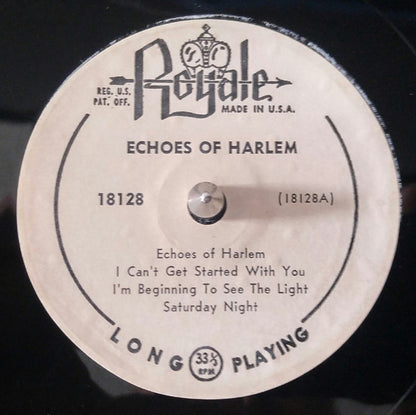 Royale
REG. U.S.
PAT. OFF.
MADE IN U.S.A.
ECHOES OF HARLEM
18128
(18128A)
Echoes of Harlem
I Can't Get Started With You
I'm Beginning To See The Light
Saturday Night
LONG 33⅓ RPM PLAYING